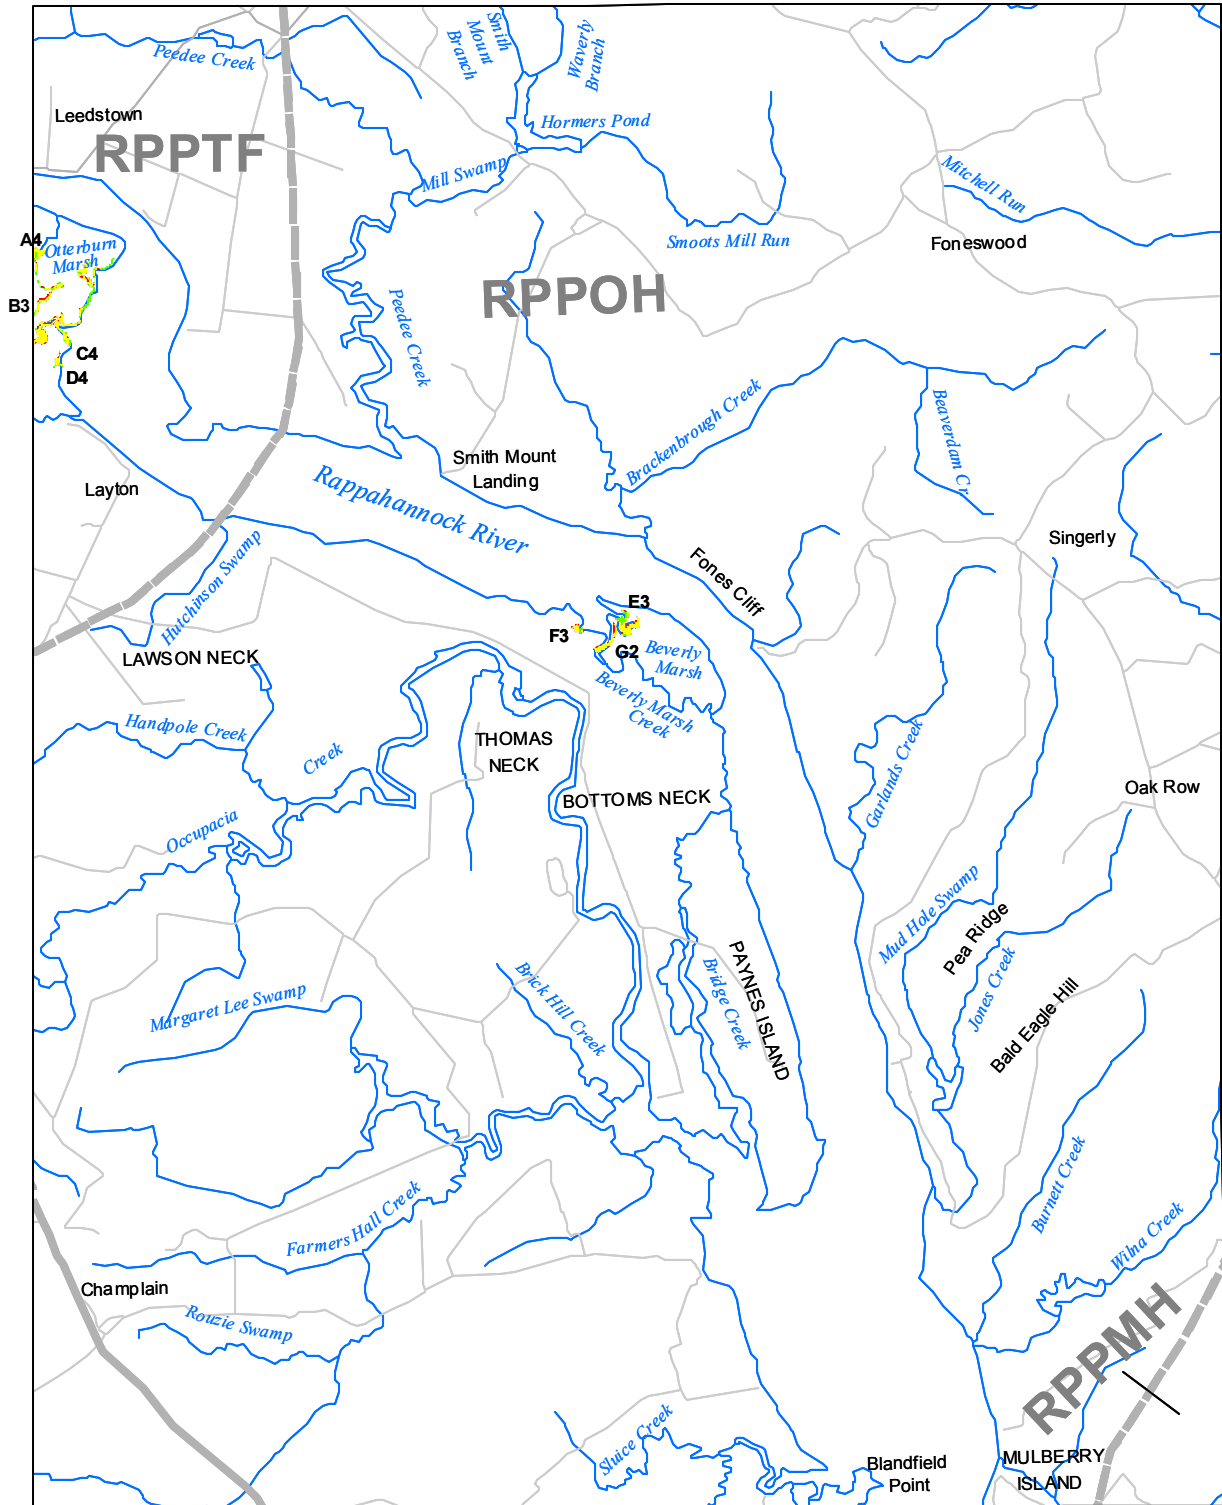 Smith
Mount
Branch
Waverly
Branch
Peedee Creek
Leedstown
RPPTF
Hormers Pond
Mill Swamp
Mitchell Run
Smoots Mill Run
Foneswood
A4
Otterburn
Marsh
B3
C4
D4
RPPOH
Peedee Creek
Brackenbrough Creek
Beaverdam Cr
Smith Mount
Landing
Layton
Rappahannock River
Singerly
Hutchinson Swamp
Fones Cliff
E3
F3
G2
Beverly
Marsh
LAWSON NECK
Beverly Marsh
Creek
Handpole Creek
Creek
THOMAS
NECK
Garlands Creek
BOTTOMS NECK
Oak Row
Occupacia
Mud Hole Swamp
Pea Ridge
PAYNES ISLAND
Bridge Creek
Brick Hill Creek
Jones Creek
Margaret Lee Swamp
Bald Eagle Hill
Burnett Creek
Farmers Hall Creek
Wilna Creek
Champlain
Rouzie Swamp
RPPMH
Sluice Creek
Blandfield
Point
MULBERRY
ISLAND